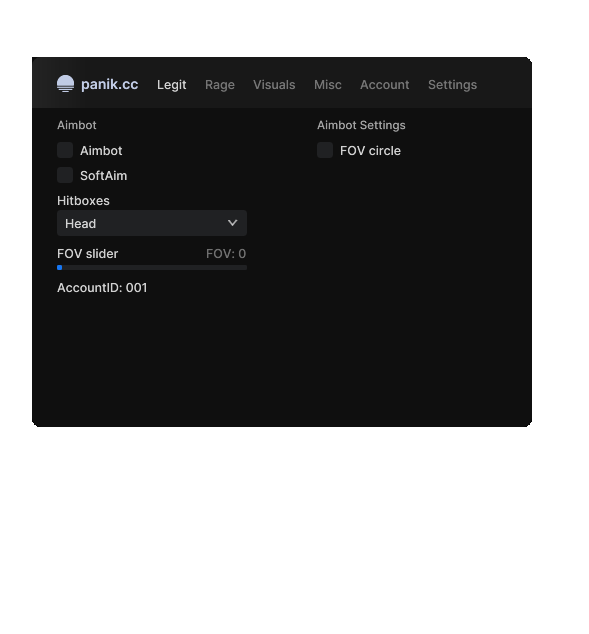 panik.cc Legit Rage Visuals Misc Account Settings
Aimbot
Aimbot
SoftAim
Hitboxes
Head
FOV slider FOV: 0
AccountID: 001
Aimbot Settings
FOV circle